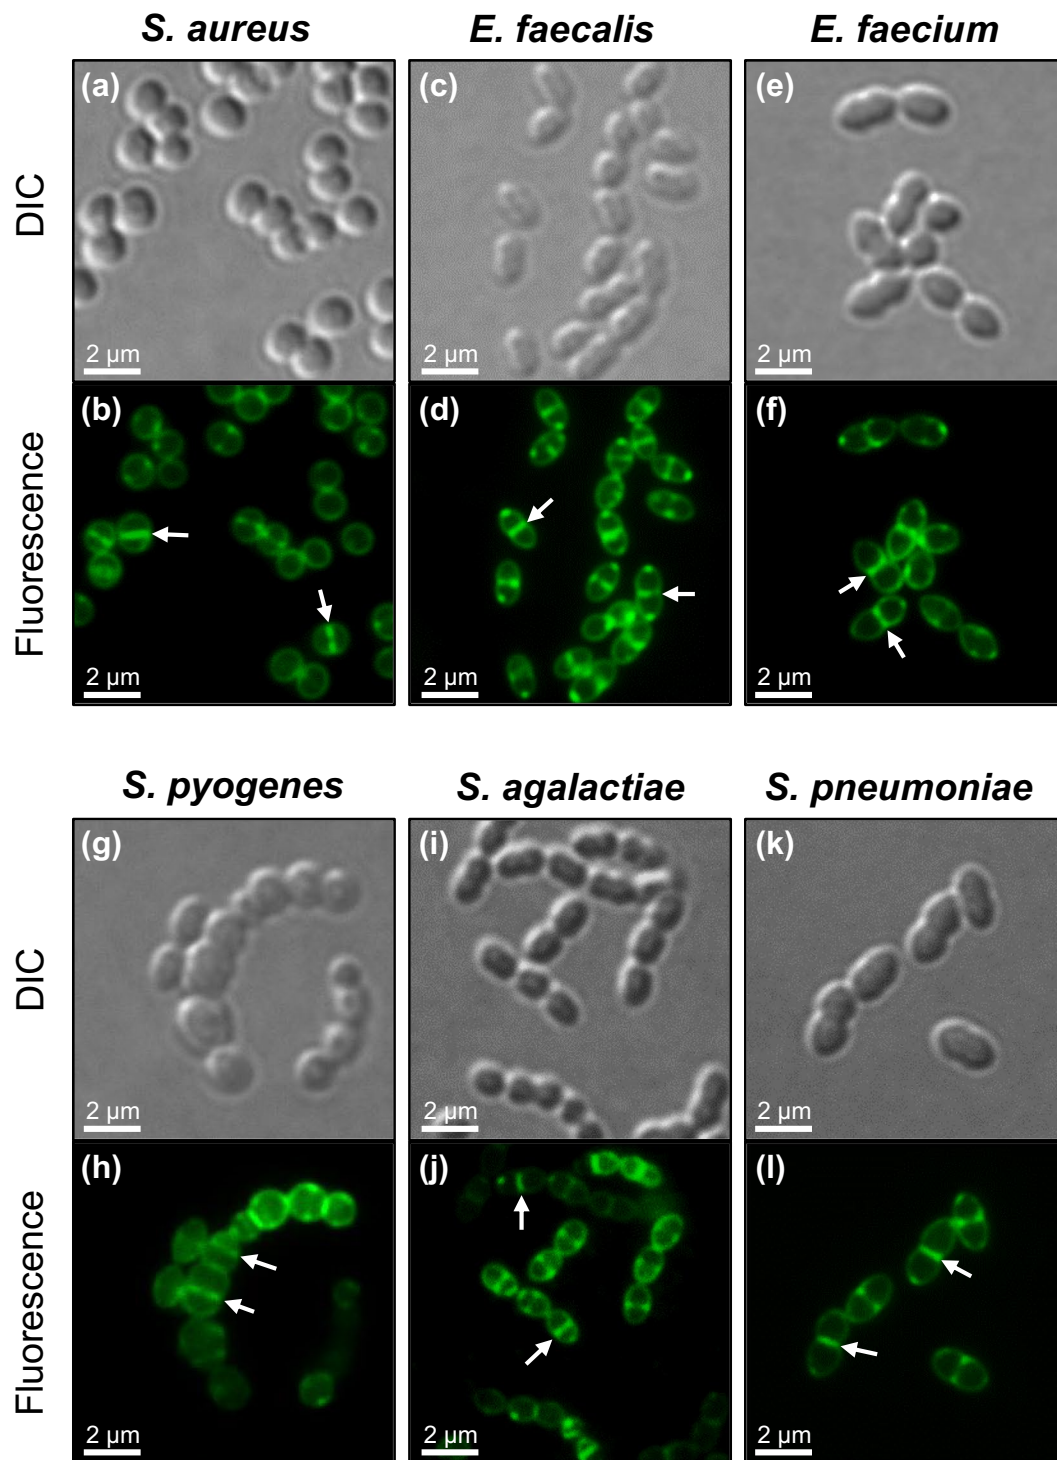 S. aureus E. faecalis E. faecium
DIC
(a) (c) (e)
2 µm 2 µm 2 µm
Fluorescence
(b) (d) (f)
2 µm 2 µm 2 µm
S. pyogenes S. agalactiae S. pneumoniae
DIC
(g) (i) (k)
2 µm 2 µm 2 µm
Fluorescence
(h) (j) (l)
2 µm 2 µm 2 µm